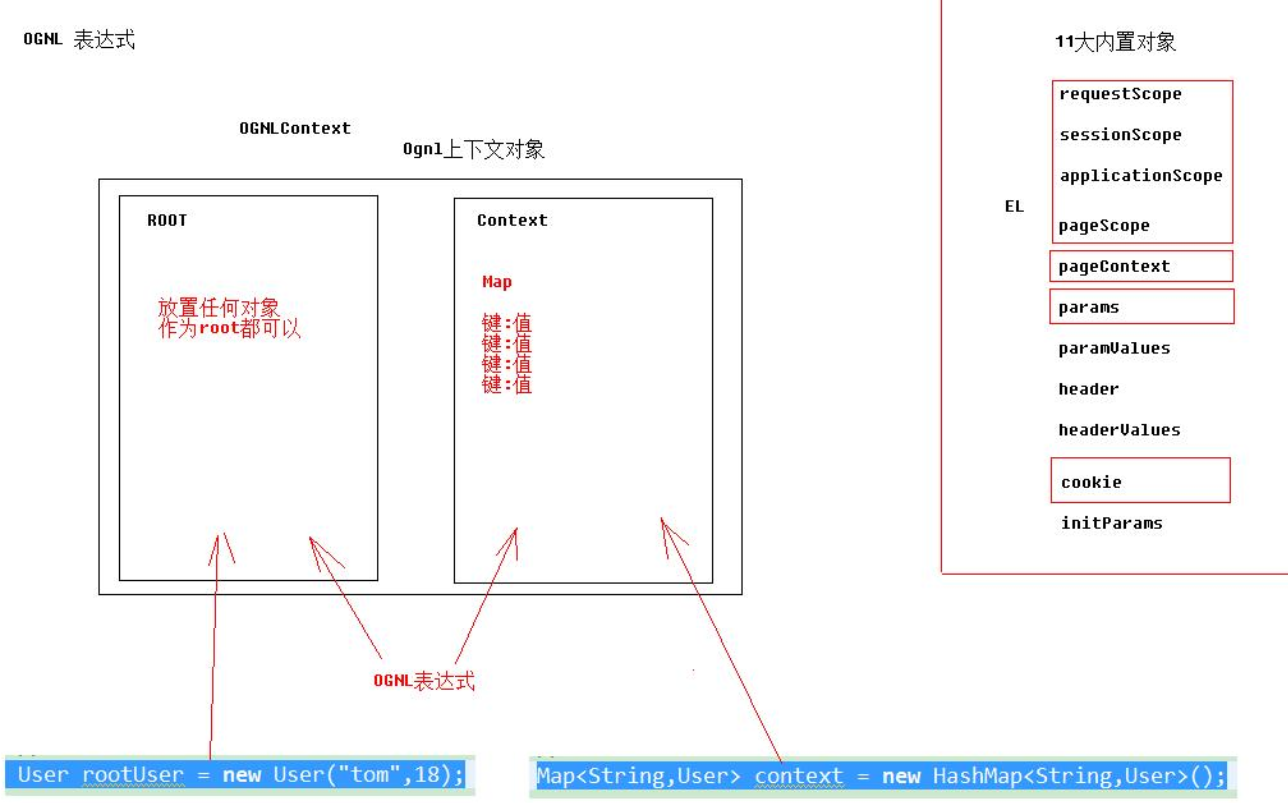 OGNL 表达式
OGNLContext
Ognl上下文对象
ROOT
放置任何对象
作为root都可以
Context
Map
键:值
键:值
键:值
键:值
OGNL表达式
User rootUser = new User("tom",18);
Map<String,User> context = new HashMap<String,User>();
11大内置对象
EL
requestScope
sessionScope
applicationScope
pageScope
pageContext
params
paramValues
header
headerValues
cookie
initParams